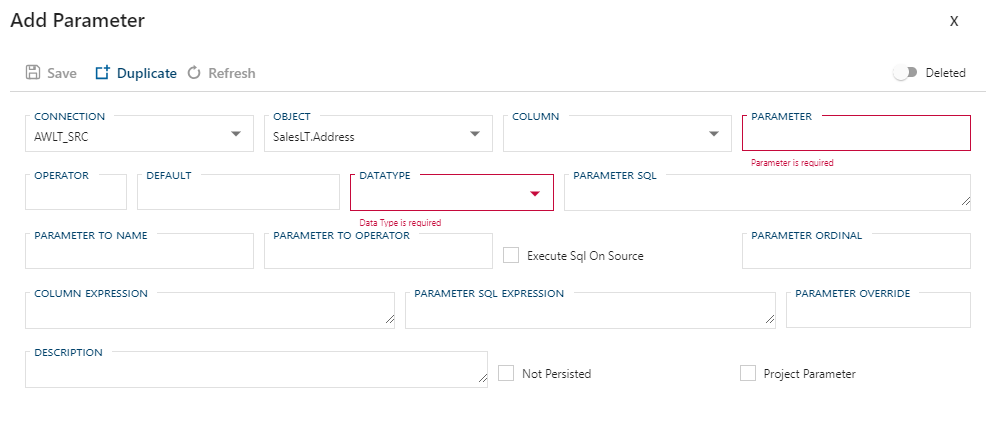 Add Parameter X
Save Duplicate Refresh Deleted
CONNECTION OBJECT COLUMN PARAMETER
AWLT_SRC SalesLT.Address
Parameter is required
OPERATOR DEFAULT DATATYPE PARAMETER SQL
Data Type is required
PARAMETER TO NAME PARAMETER TO OPERATOR PARAMETER ORDINAL
Execute Sql On Source
COLUMN EXPRESSION PARAMETER SQL EXPRESSION PARAMETER OVERRIDE
DESCRIPTION
Not Persisted Project Parameter